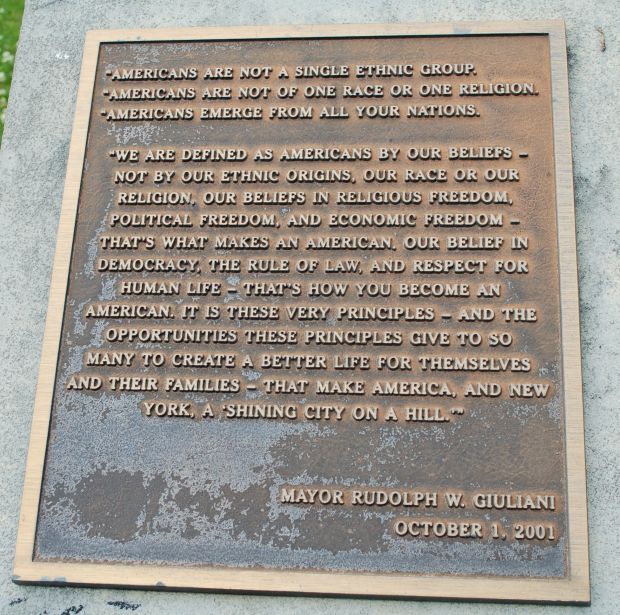 "AMERICANS ARE NOT A SINGLE ETHNIC GROUP.
"AMERICANS ARE NOT OF ONE RACE OR ONE RELIGION.
"AMERICANS EMERGE FROM ALL YOUR NATIONS.
"WE ARE DEFINED AS AMERICANS BY OUR BELIEFS –
NOT BY OUR ETHNIC ORIGINS, OUR RACE OR OUR
RELIGION, OUR BELIEFS IN RELIGIOUS FREEDOM,
POLITICAL FREEDOM, AND ECONOMIC FREEDOM –
THAT'S WHAT MAKES AN AMERICAN, OUR BELIEF IN
DEMOCRACY, THE RULE OF LAW, AND RESPECT FOR
HUMAN LIFE – THAT'S HOW YOU BECOME AN
AMERICAN. IT IS THESE VERY PRINCIPLES – AND THE
OPPORTUNITIES THESE PRINCIPLES GIVE TO SO
MANY TO CREATE A BETTER LIFE FOR THEMSELVES
AND THEIR FAMILIES – THAT MAKE AMERICA, AND NEW
YORK, A 'SHINING CITY ON A HILL.'"
MAYOR RUDOLPH W. GIULIANI
OCTOBER 1, 2001